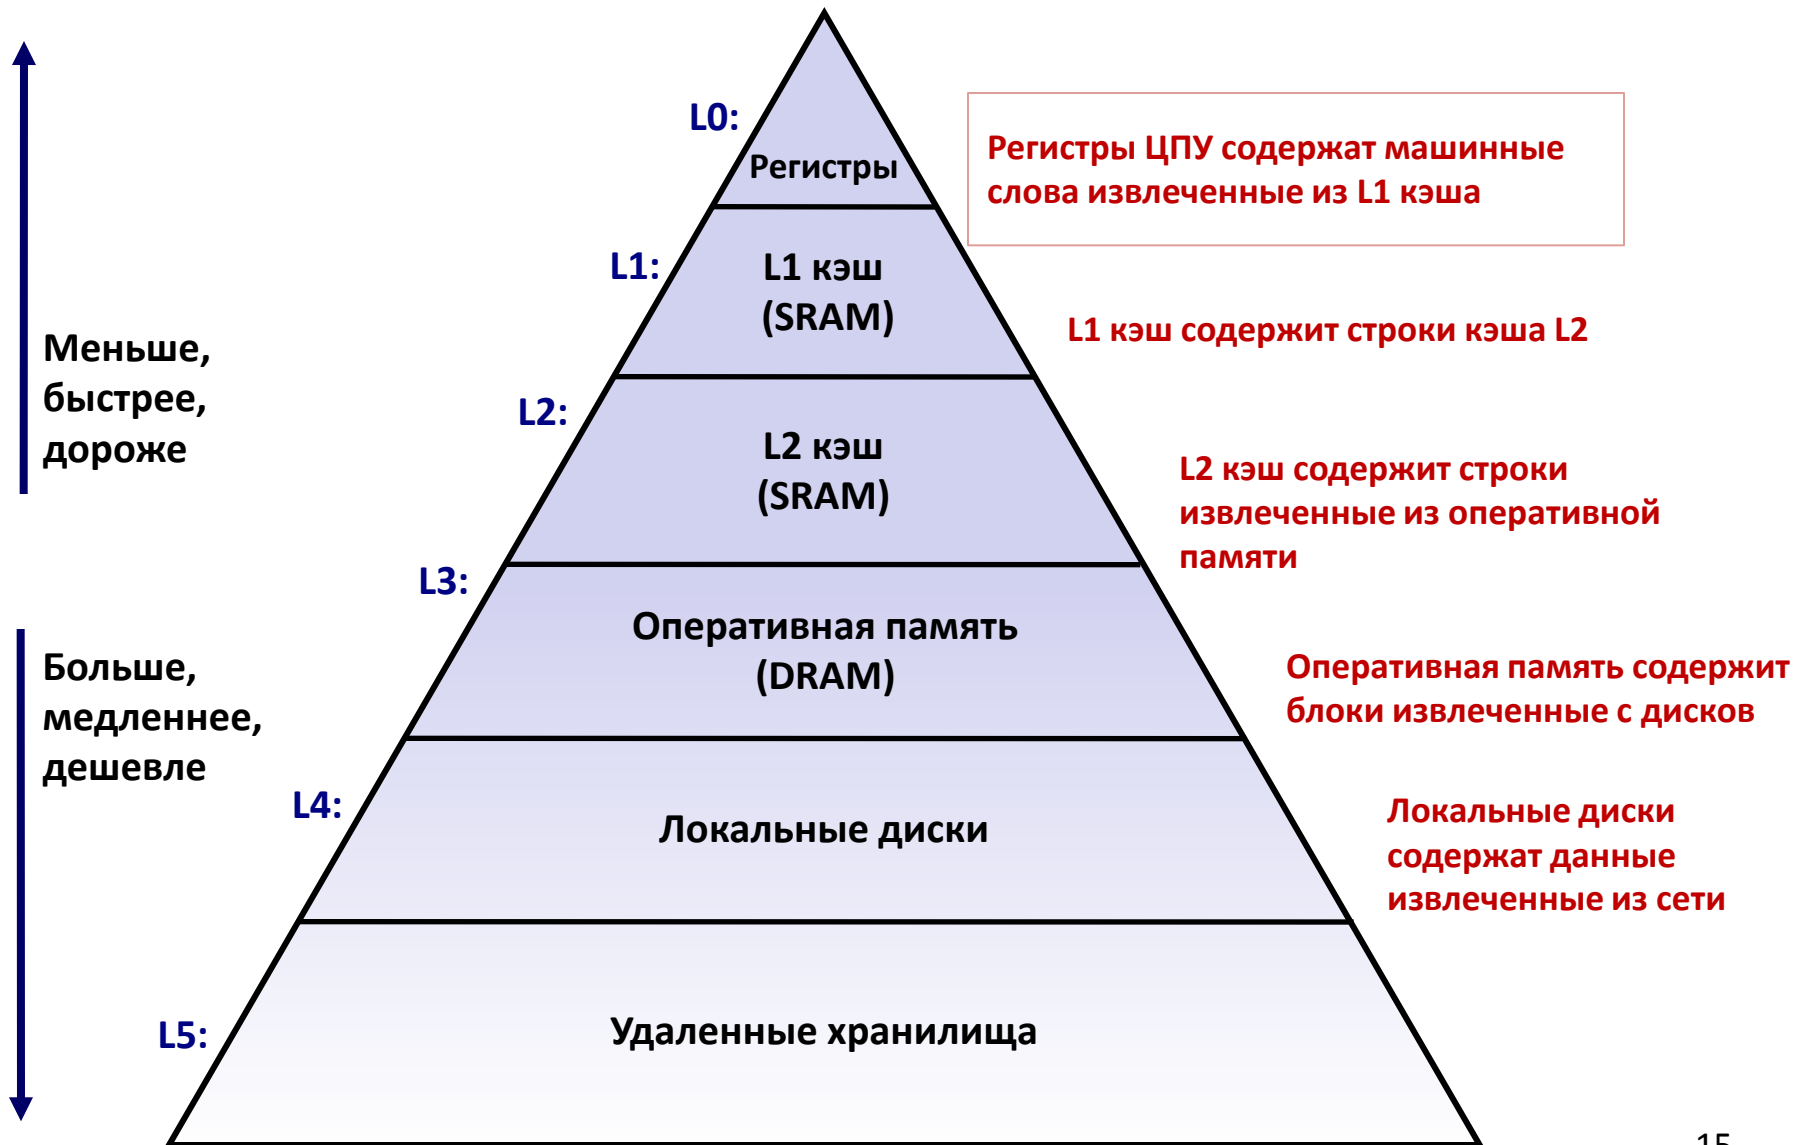 L0:
Регистры
Регистры ЦПУ содержат машинные
слова извлеченные из L1 кэша
L1:
L1 кэш
(SRAM)
L1 кэш содержит строки кэша L2
Меньше,
быстрее,
дороже
L2:
L2 кэш
(SRAM)
L2 кэш содержит строки
извлеченные из оперативной
памяти
L3:
Оперативная память
(DRAM)
Оперативная память содержит
блоки извлеченные с дисков
Больше,
медленнее,
дешевле
L4:
Локальные диски
Локальные диски
содержат данные
извлеченные из сети
L5:
Удаленные хранилища
15